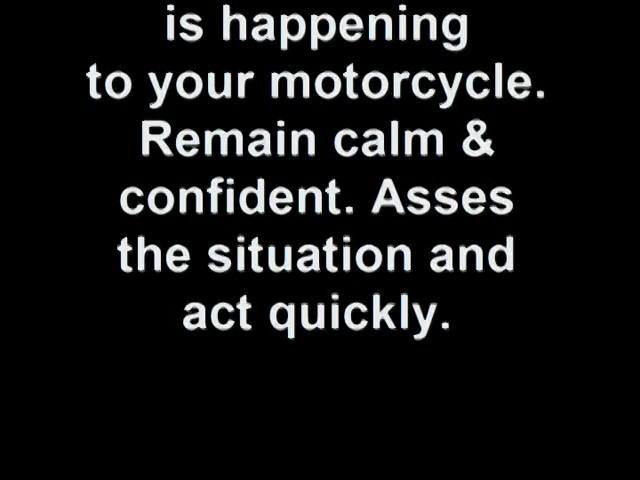 is happening
to your motorcycle.
Remain calm &
confident. Asses
the situation and
act quickly.